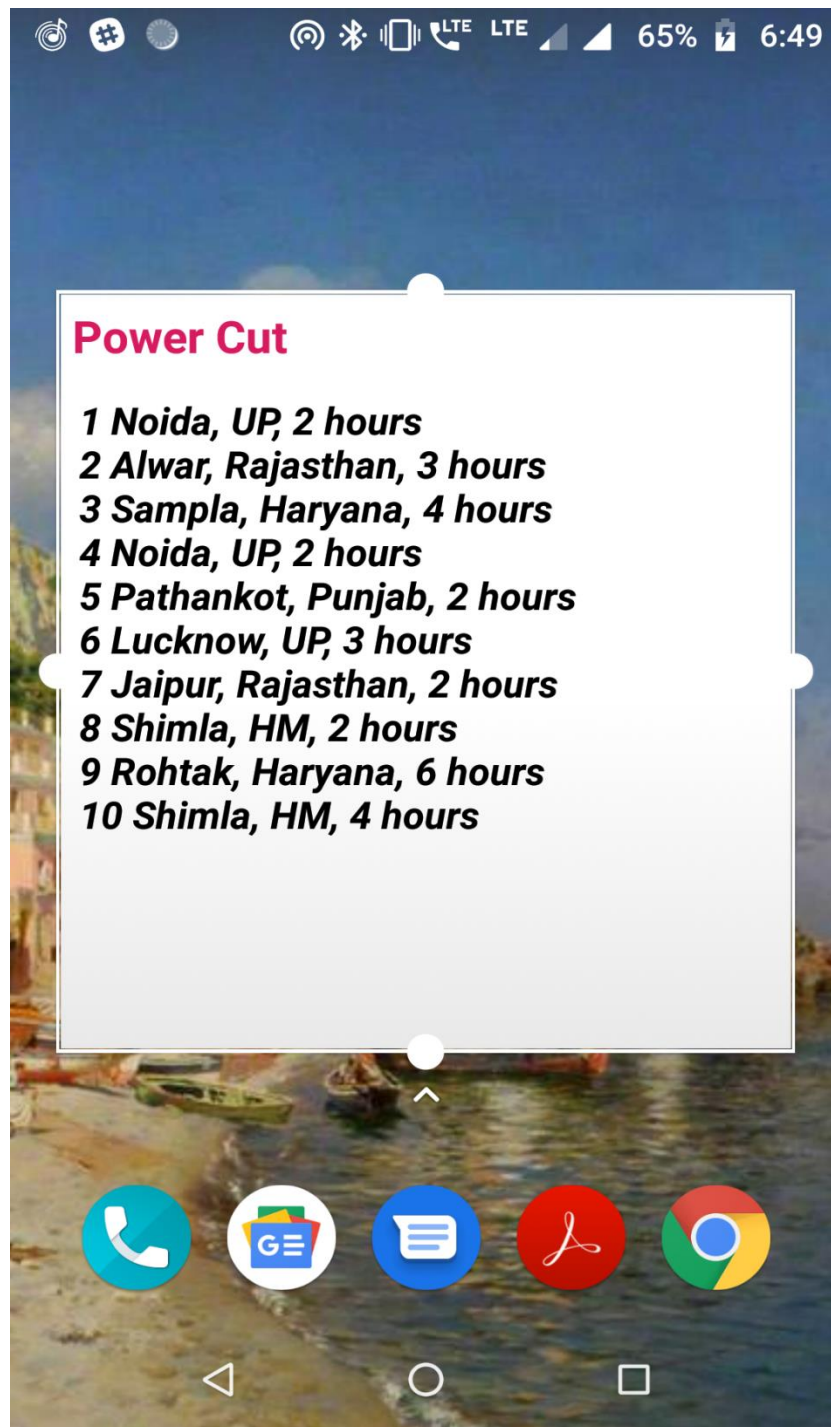 LTE LTE 65% 6:49
Power Cut
1 Noida, UP, 2 hours
2 Alwar, Rajasthan, 3 hours
3 Sampla, Haryana, 4 hours
4 Noida, UP, 2 hours
5 Pathankot, Punjab, 2 hours
6 Lucknow, UP, 3 hours
7 Jaipur, Rajasthan, 2 hours
8 Shimla, HM, 2 hours
9 Rohtak, Haryana, 6 hours
10 Shimla, HM, 4 hours
GE